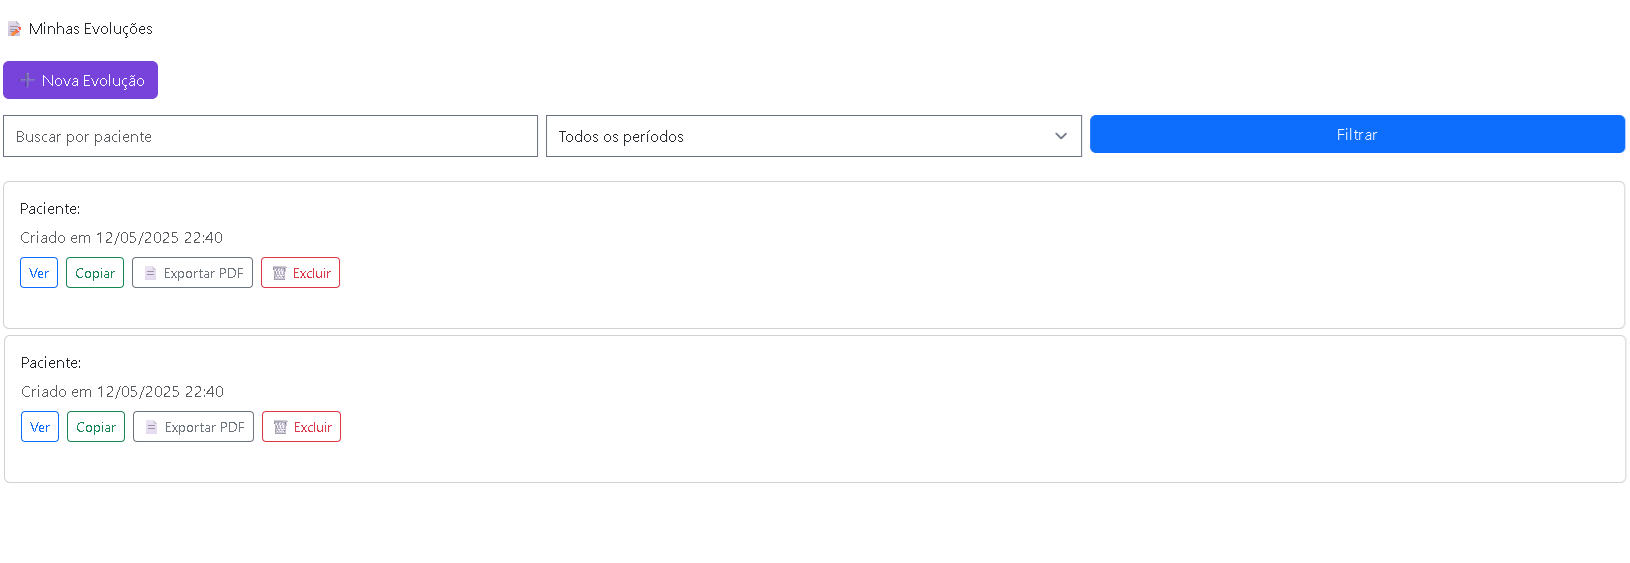 Minhas Evoluções
Nova Evolução
Buscar por paciente
Todos os períodos
Filtrar
Paciente:
Criado em 12/05/2025 22:40
Ver
Copiar
Exportar PDF
Excluir
Paciente:
Criado em 12/05/2025 22:40
Ver
Copiar
Exportar PDF
Excluir